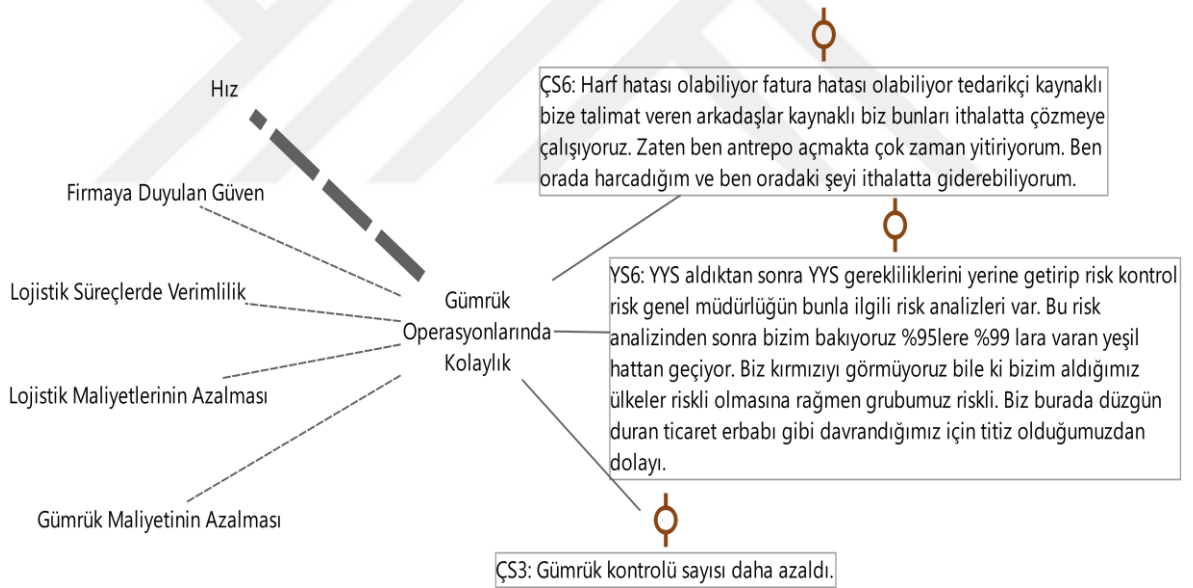 Hız
Firmaya Duyulan Güven
Lojistik Süreçlerde Verimlilik
Lojistik Maliyetlerinin Azalması
Gümrük Maliyetinin Azalması
Gümrük
Operasyonlarında
Kolaylık
ÇS6: Harf hatası olabiliyor fatura hatası olabiliyor tedarikçi kaynaklı
bize talimat veren arkadaşlar kaynaklı biz bunları ithalatta çözmeye
çalışıyoruz. Zaten ben antrepo açmakta çok zaman yitiriyorum. Ben
orada harcadığım ve ben oradaki şeyi ithalatta giderebiliyorum.
YS6: YYS aldıktan sonra YYS gerekliliklerini yerine getirip risk kontrol
risk genel müdürlüğün bunla ilgili risk analizleri var. Bu risk
analizinden sonra bizim bakıyoruz %95lere %99 lara varan yeşil
hattan geçiyor. Biz kırmızıyı görmüyoruz bile ki bizim aldığımız
ülkeler riskli olmasına rağmen grubumuz riskli. Biz burada düzgün
duran ticaret erbabı gibi davrandığımız için titiz olduğumuzdan
dolayı.
ÇS3: Gümrük kontrolü sayısı daha azaldı.